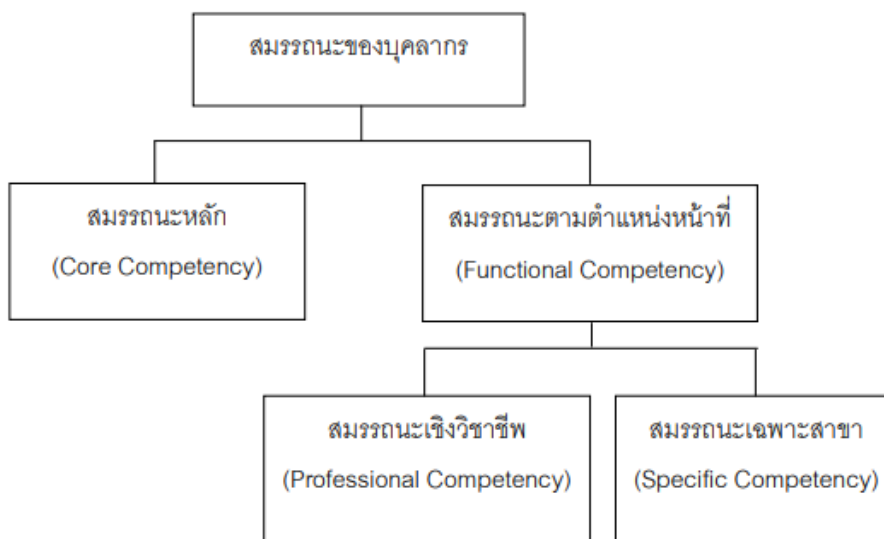 สมรรถนะของบุคลากร
สมรรถนะหลัก
(Core Competency)
สมรรถนะตามตำแหน่งหน้าที่
(Functional Competency)
สมรรถนะเชิงวิชาชีพ
(Professional Competency)
สมรรถนะเฉพาะสาขา
(Specific Competency)